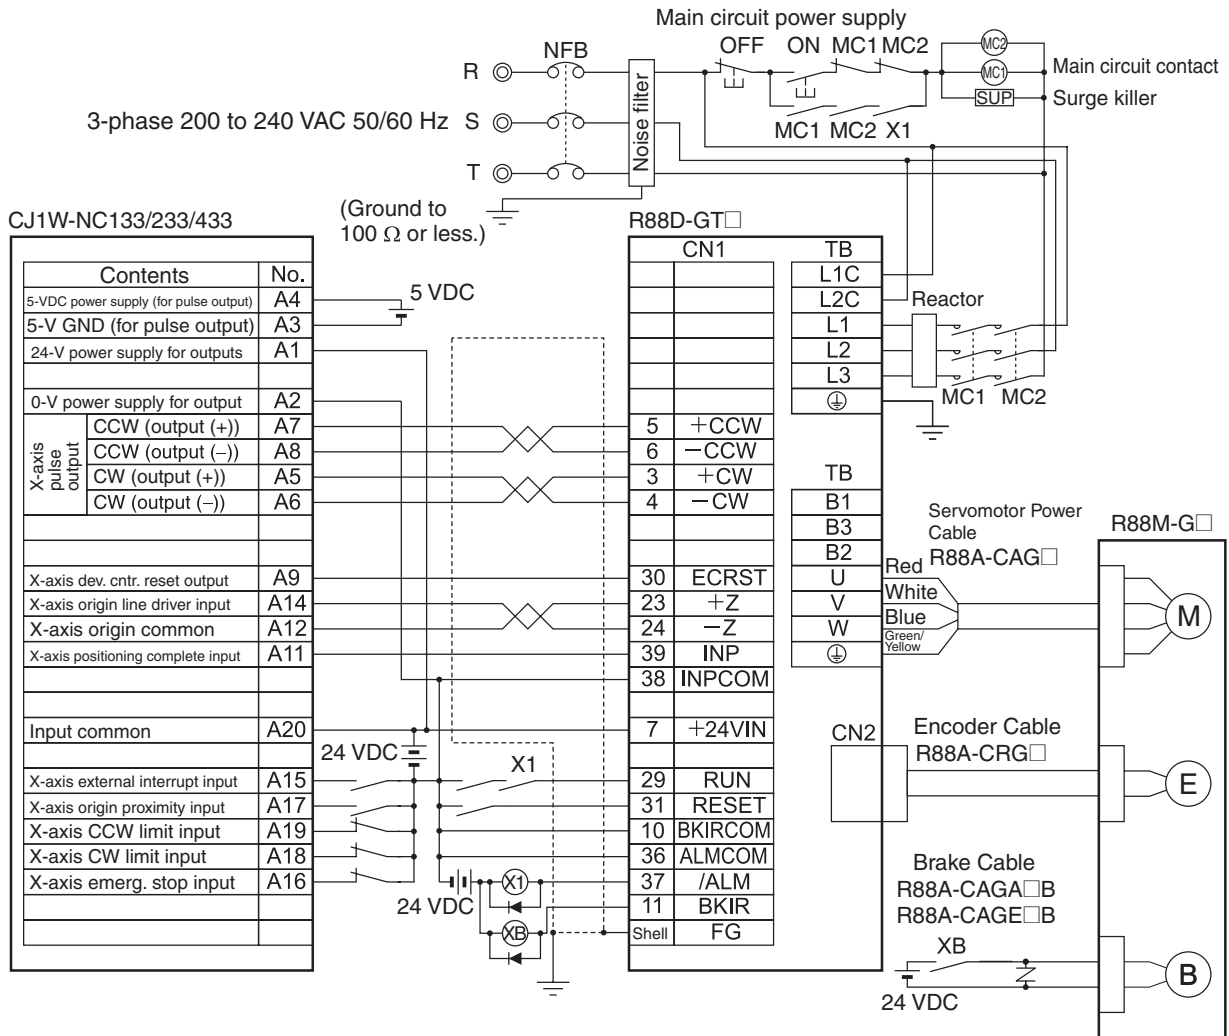 Main circuit power supply
NFB
OFF ON MC1 MC2
MC2
R
MC1
Main circuit contact
Noise filter
SUP
Surge killer
3-phase 200 to 240 VAC 50/60 Hz S
MC1 MC2 X1
T
(Ground to
100 Ω or less.)
CJ1W-NC133/233/433
R88D-GT□
Contents No.
5-VDC power supply (for pulse output) A4
5-V GND (for pulse output) A3
24-V power supply for outputs A1
0-V power supply for output A2
X-axis pulse output
CCW (output (+)) A7
CCW (output (−)) A8
CW (output (+)) A5
CW (output (−)) A6
X-axis dev. cntr. reset output A9
X-axis origin line driver input A14
X-axis origin common A12
X-axis positioning complete input A11
Input common A20
X-axis external interrupt input A15
X-axis origin proximity input A17
X-axis CCW limit input A19
X-axis CW limit input A18
X-axis emerg. stop input A16
5 VDC
24 VDC
X1
24 VDC
X1
XB
CN1
5 +CCW
6 −CCW
3 +CW
4 −CW
30 ECRST
23 +Z
24 −Z
39 INP
38 INPCOM
7 +24VIN
29 RUN
31 RESET
10 BKIRCOM
36 ALMCOM
37 /ALM
11 BKIR
Shell FG
TB
L1C
L2C
L1
L2
L3
Reactor
MC1 MC2
TB
B1
B3
B2
U
V
W
Red
White
Blue
Green/
Yellow
Servomotor Power
Cable
R88A-CAG□
R88M-G□
M
CN2
Encoder Cable
R88A-CRG□
E
Brake Cable
R88A-CAGA□B
R88A-CAGE□B
XB
24 VDC
B